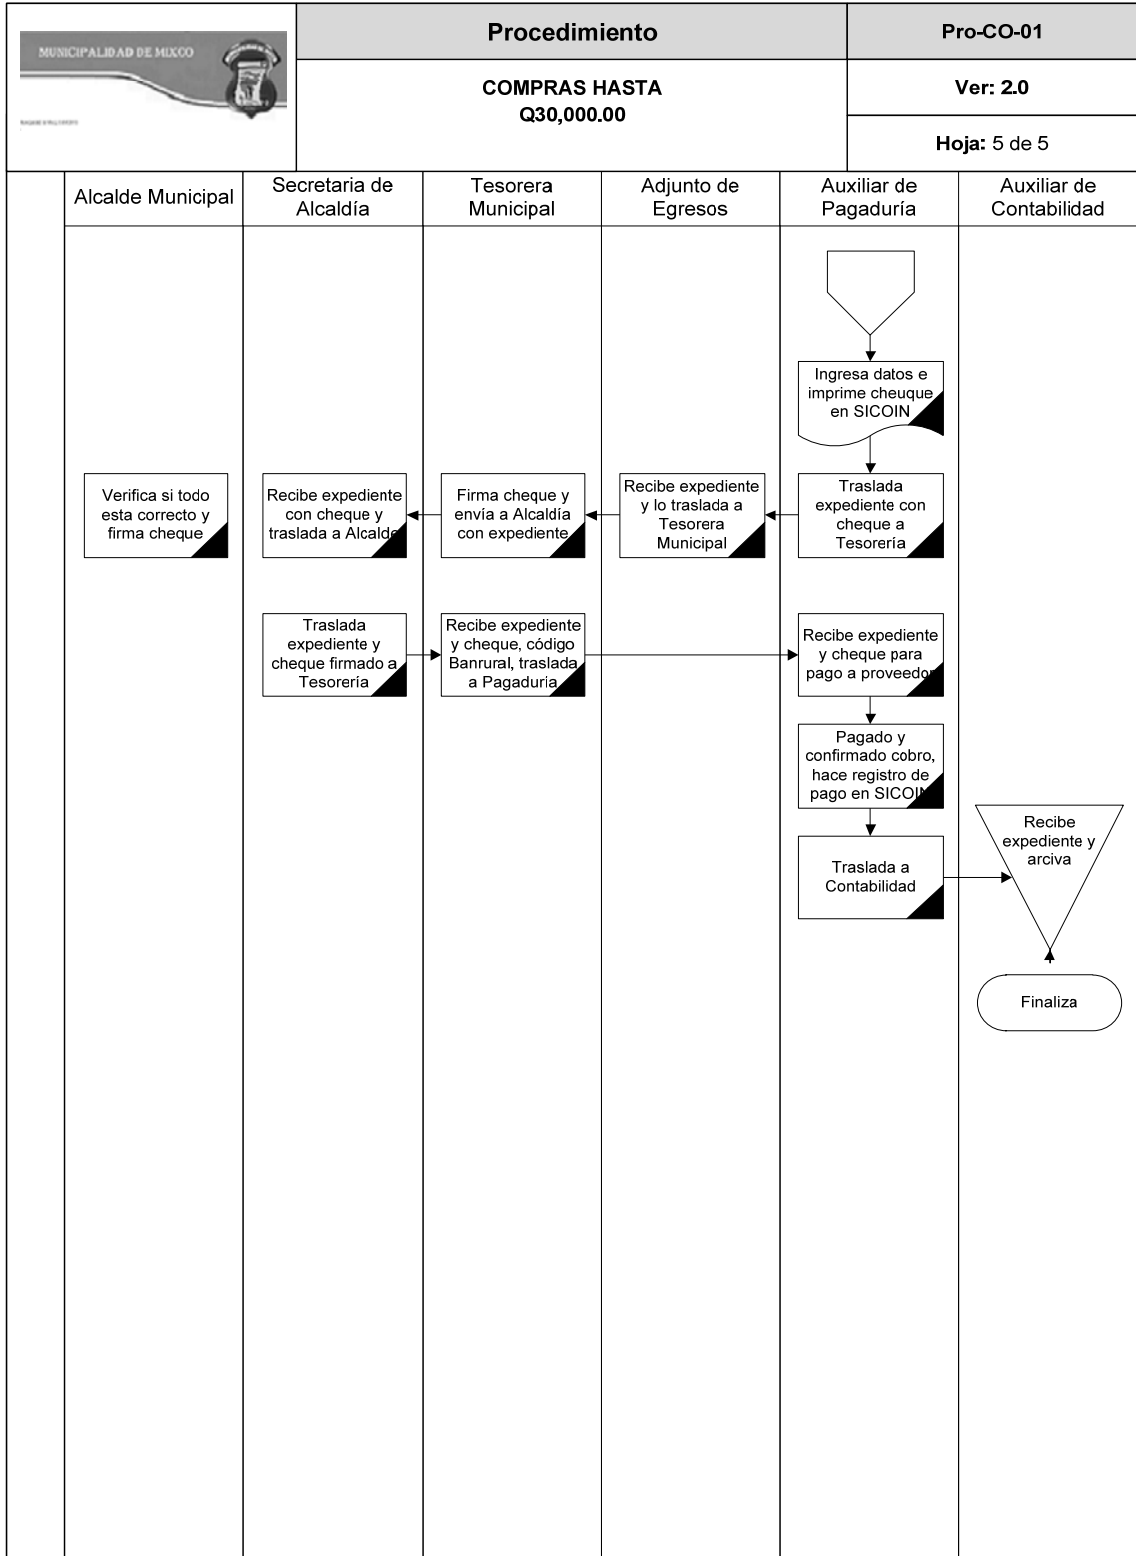 MUNICIPALIDAD DE MIXCO
Procedimiento
Pro-CO-01
COMPRAS HASTA
Q30,000.00
Ver: 2.0
Hoja: 5 de 5
Alcalde Municipal
Secretaria de
Alcaldía
Tesorera
Municipal
Adjunto de
Egresos
Auxiliar de
Pagaduría
Auxiliar de
Contabilidad
Ingresa datos e
imprime cheuque
en SICOIN
Verifica si todo
esta correcto y
firma cheque
Recibe expediente
con cheque y
traslada a Alcalde
Firma cheque y
envía a Alcaldía
con expediente
Recibe expediente
y lo traslada a
Tesorera
Municipal
Traslada
expediente con
cheque a
Tesorería
Traslada
expediente y
cheque firmado a
Tesorería
Recibe expediente
y cheque, código
Banrural, traslada
a Pagaduría
Recibe expediente
y cheque para
pago a proveedor
Pagado y
confirmado cobro,
hace registro de
pago en SICOIN
Traslada a
Contabilidad
Recibe
expediente y
arciva
Finaliza